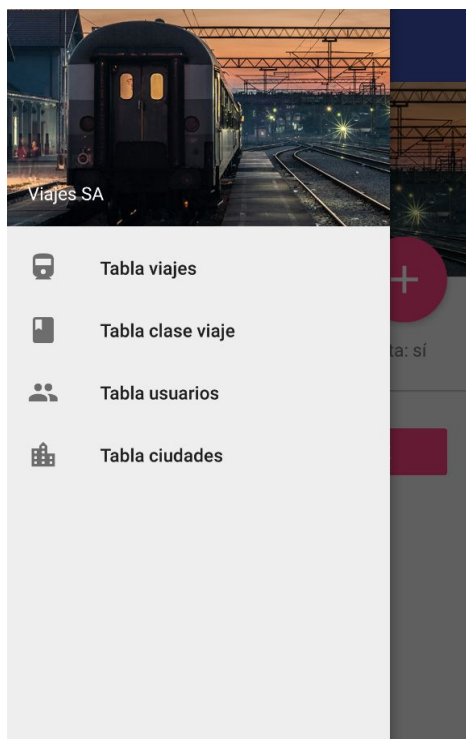 Viajes SA
Tabla viajes
Tabla clase viaje
ta: sí
Tabla usuarios
Tabla ciudades